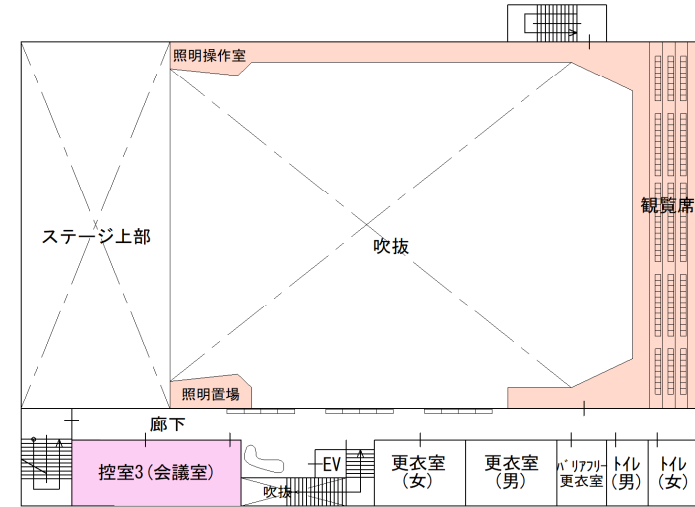 照明操作室
観覧席
ステージ上部
吹抜
照明置場
廊下
控室3(会議室)
吹抜
EV
更衣室
(女)
更衣室
(男)
バリアフリー
更衣室
トイレ
(男)
トイレ
(女)